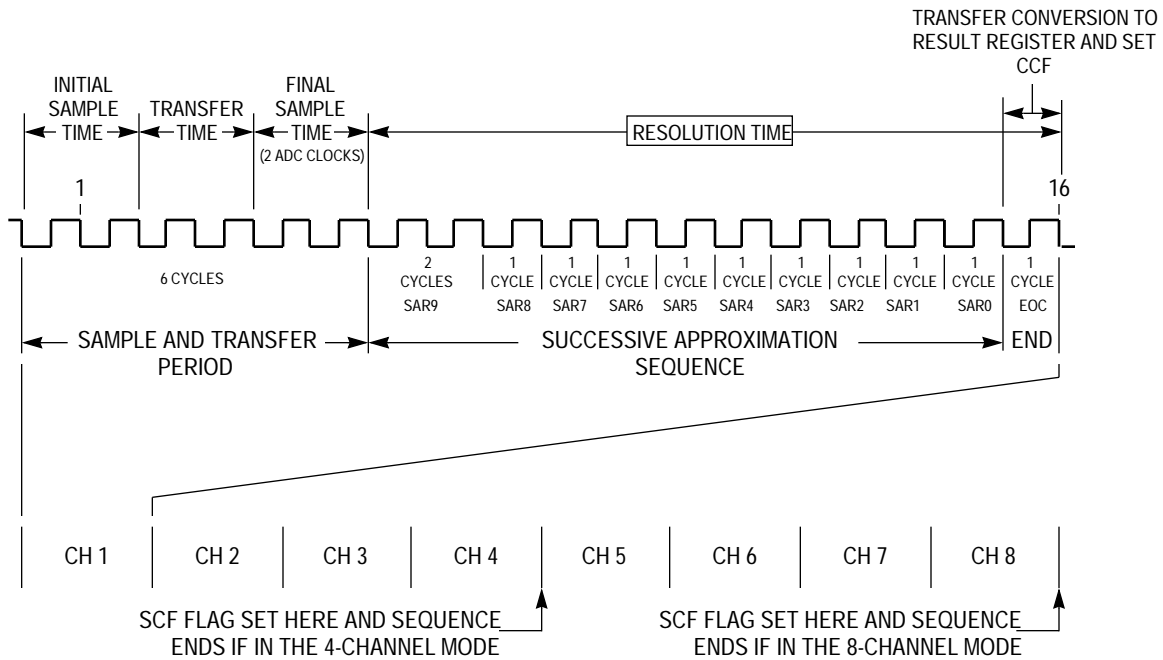 TRANSFER CONVERSION TO
RESULT REGISTER AND SET
CCF
INITIAL
SAMPLE
TIME
TRANSFER
TIME
FINAL
SAMPLE
TIME
(2 ADC CLOCKS)
RESOLUTION TIME
1
16
6 CYCLES
2
CYCLES
SAR9
1
CYCLE
SAR8
1
CYCLE
SAR7
1
CYCLE
SAR6
1
CYCLE
SAR5
1
CYCLE
SAR4
1
CYCLE
SAR3
1
CYCLE
SAR2
1
CYCLE
SAR1
1
CYCLE
SAR0
1
CYCLE
EOC
SAMPLE AND TRANSFER
PERIOD
SUCCESSIVE APPROXIMATION
SEQUENCE
END
CH 1
CH 2
CH 3
CH 4
CH 5
CH 6
CH 7
CH 8
SCF FLAG SET HERE AND SEQUENCE
ENDS IF IN THE 4-CHANNEL MODE
SCF FLAG SET HERE AND SEQUENCE
ENDS IF IN THE 8-CHANNEL MODE